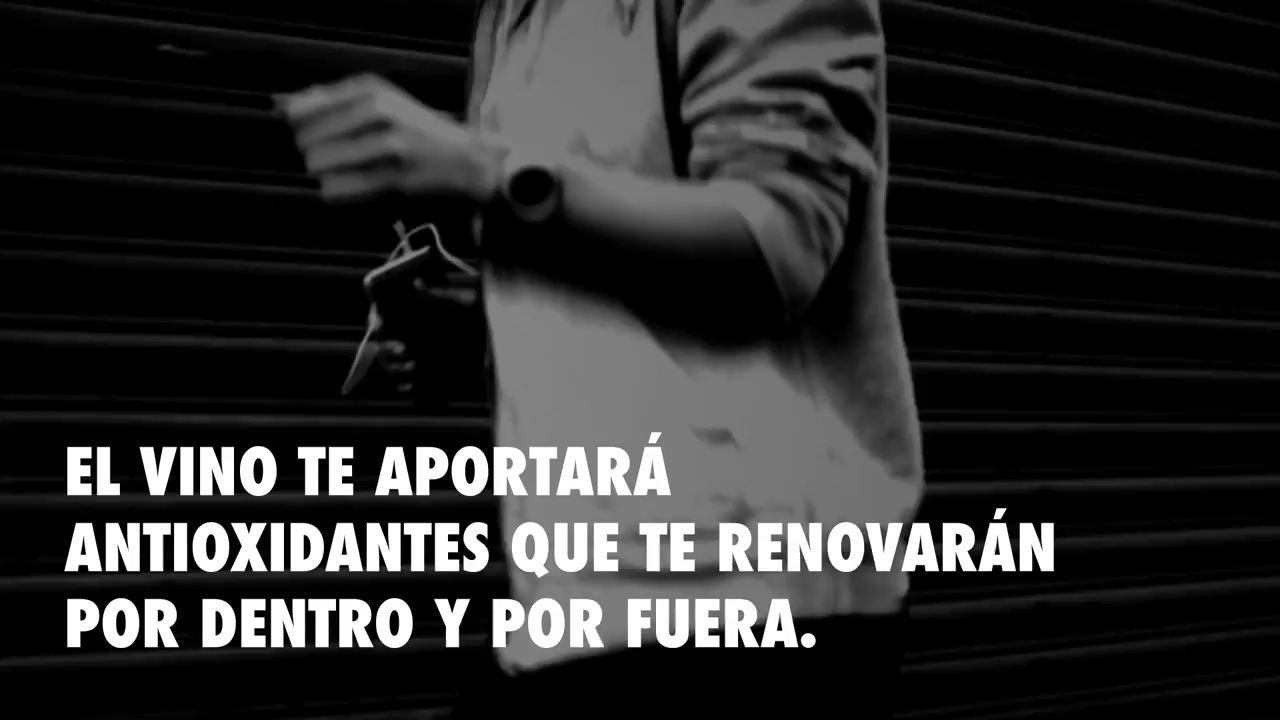 EL VINO TE APORTARÁ
ANTIOXIDANTES QUE TE RENOVARÁN
POR DENTRO Y POR FUERA.